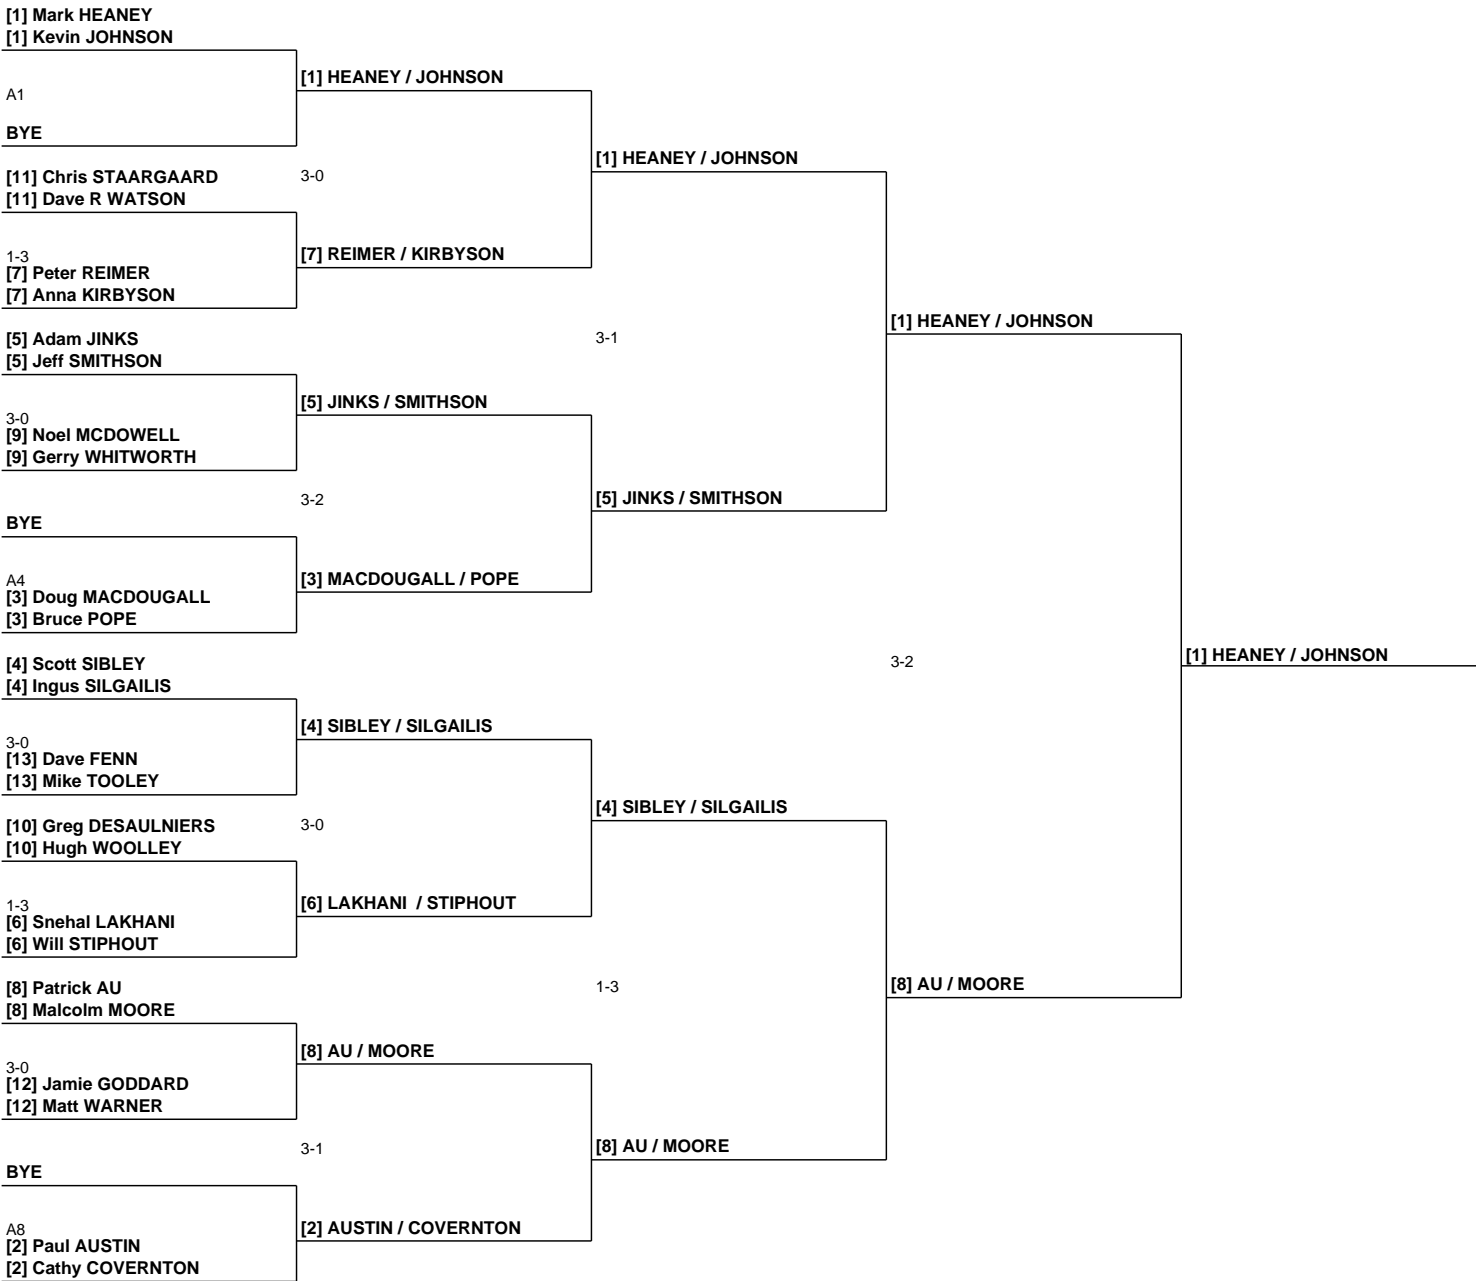 [1] Mark HEANEY
[1] Kevin JOHNSON
A1
BYE
[11] Chris STAARGAARD
[11] Dave R WATSON
1-3
[7] Peter REIMER
[7] Anna KIRBYSON
[5] Adam JINKS
[5] Jeff SMITHSON
3-0
[9] Noel MCDOWELL
[9] Gerry WHITWORTH
BYE
A4
[3] Doug MACDOUGALL
[3] Bruce POPE
[4] Scott SIBLEY
[4] Ingus SILGAILIS
3-0
[13] Dave FENN
[13] Mike TOOLEY
[10] Greg DESAULNIERS
[10] Hugh WOOLLEY
1-3
[6] Snehal LAKHANI
[6] Will STIPHOUT
[8] Patrick AU
[8] Malcolm MOORE
3-0
[12] Jamie GODDARD
[12] Matt WARNER
BYE
A8
[2] Paul AUSTIN
[2] Cathy COVERNTON
[1] HEANEY / JOHNSON
3-0
[7] REIMER / KIRBYSON
[5] JINKS / SMITHSON
3-2
[3] MACDOUGALL / POPE
[4] SIBLEY / SILGAILIS
3-0
[6] LAKHANI / STIPHOUT
[8] AU / MOORE
3-1
[2] AUSTIN / COVERNTON
[1] HEANEY / JOHNSON
3-1
[5] JINKS / SMITHSON
[4] SIBLEY / SILGAILIS
1-3
[8] AU / MOORE
[1] HEANEY / JOHNSON
3-2
[8] AU / MOORE
[1] HEANEY / JOHNSON